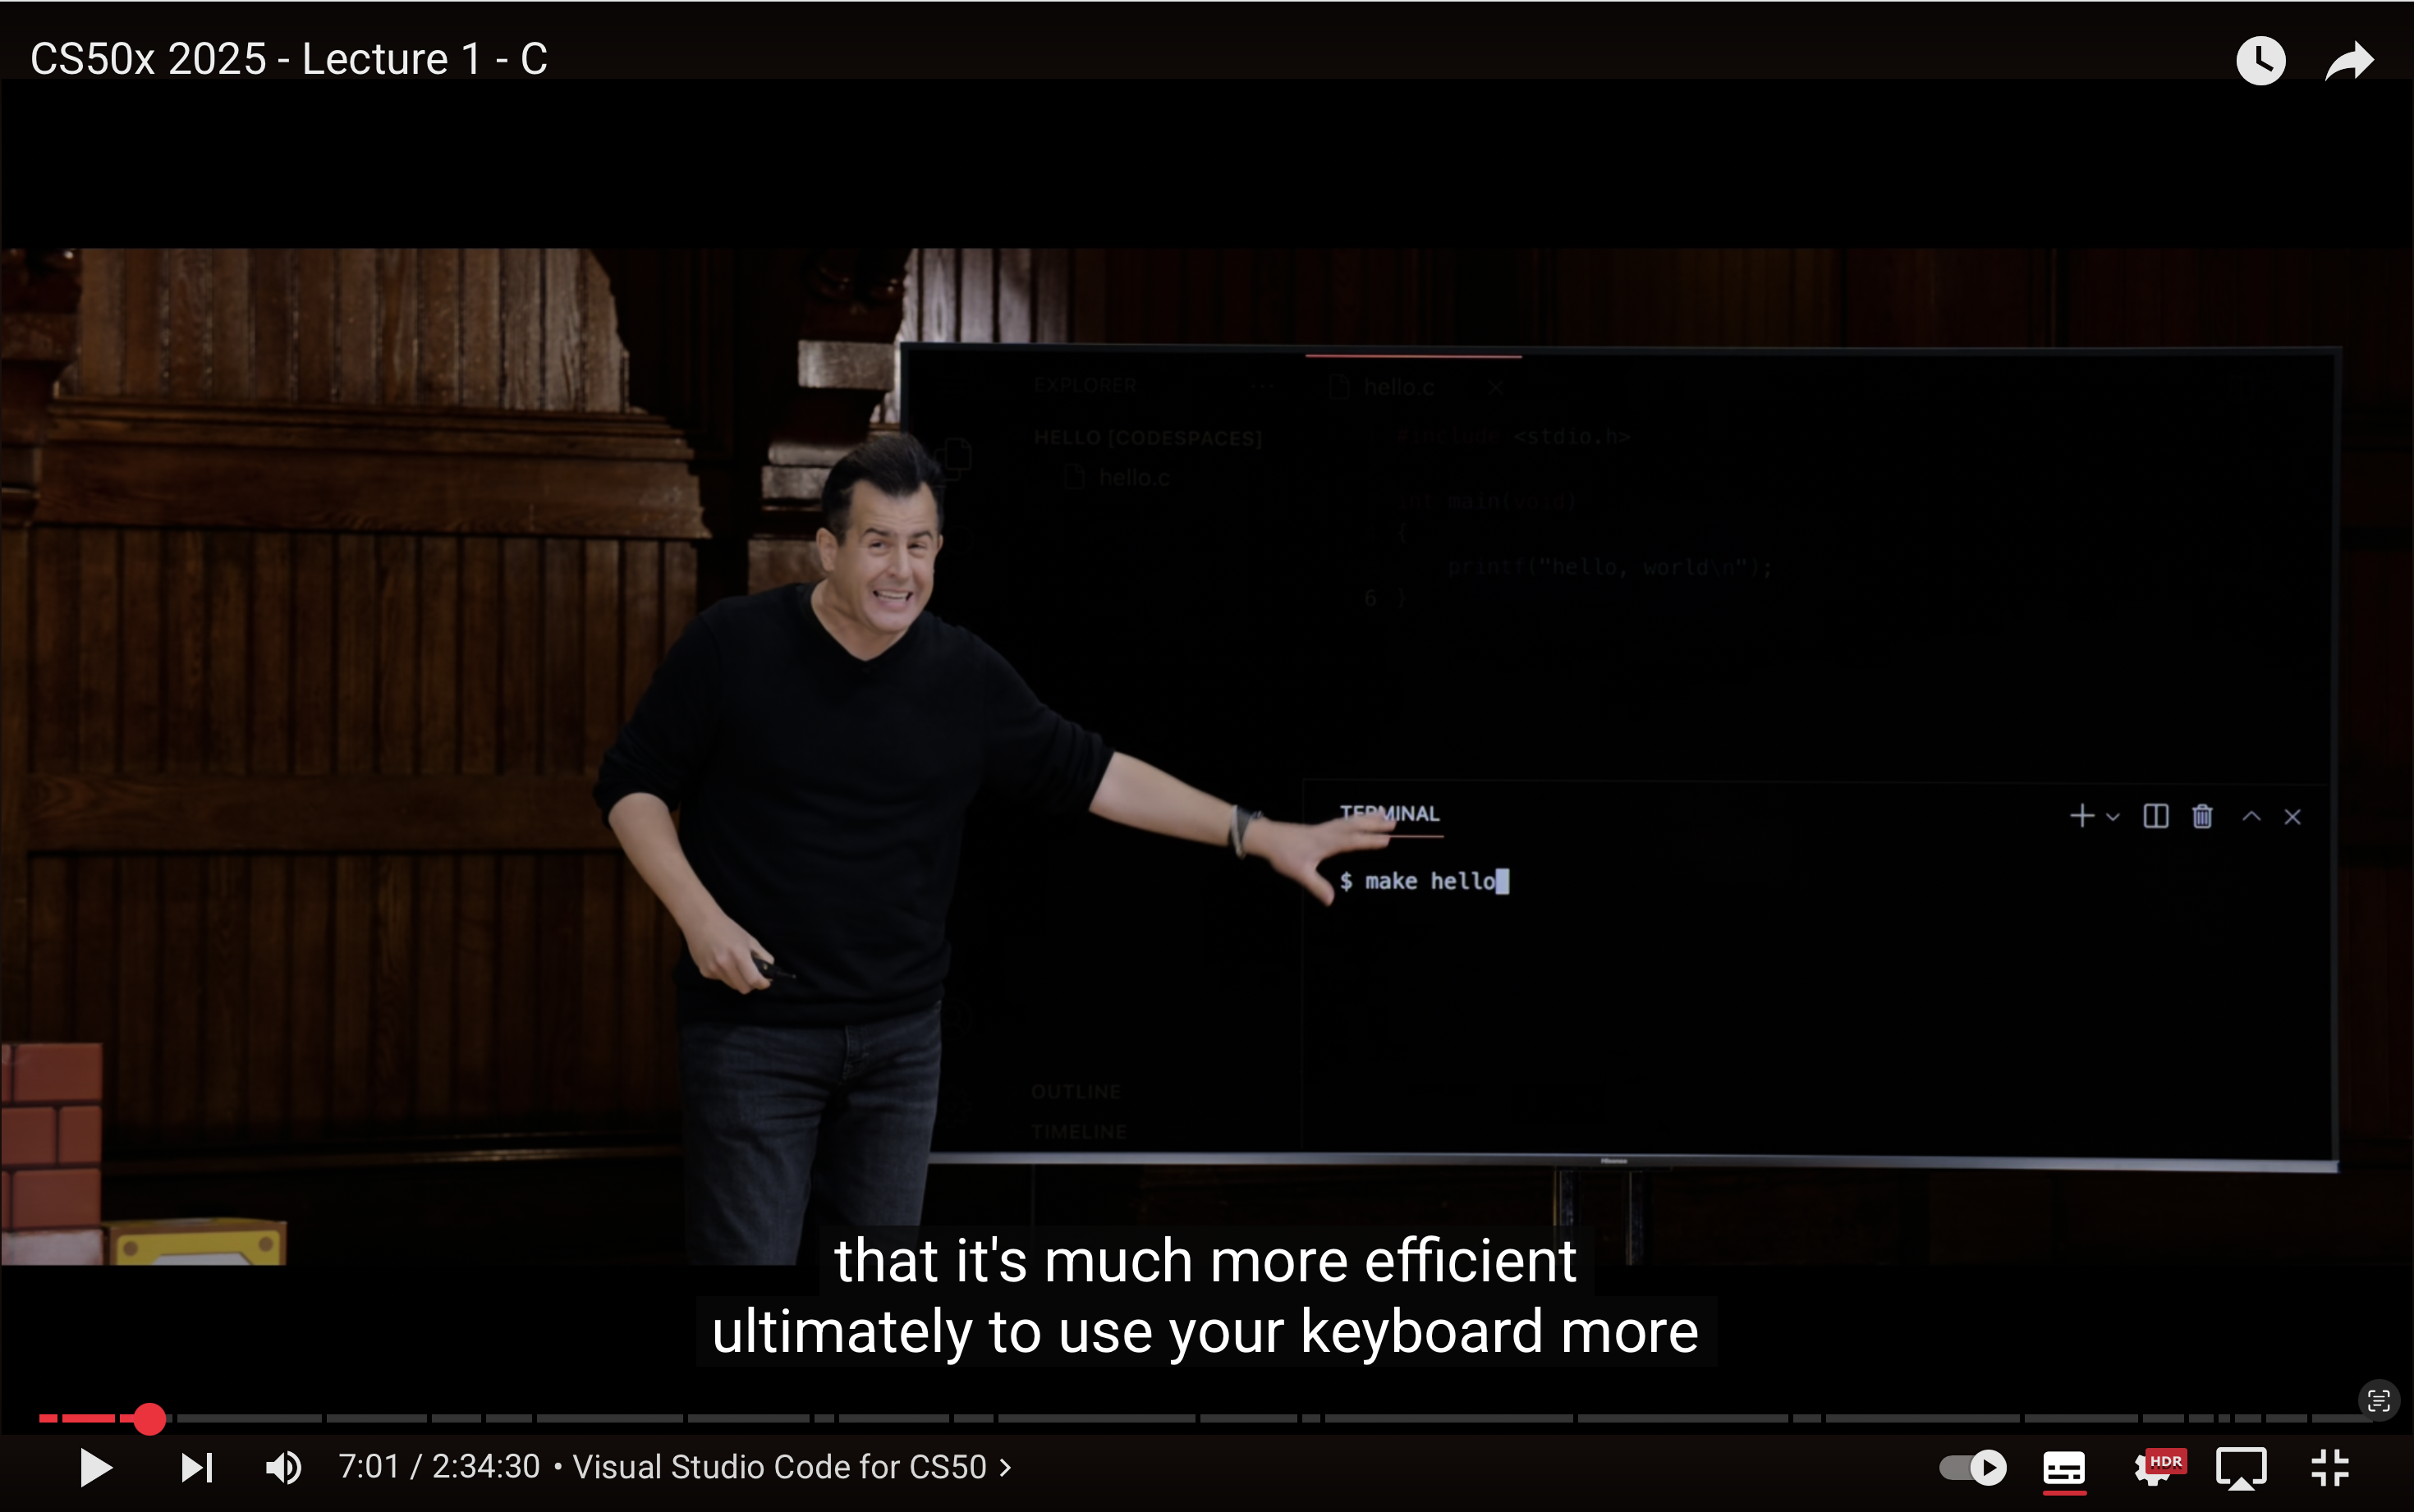 CS50x 2025 - Lecture 1 - C
EXPLORER
HELLO [CODESPACES]
hello.c
hello.c
#include <stdio.h>
int main(void)
{
printf("hello, world\n");
6 }
TERMINAL
$ make hello
OUTLINE
TIMELINE
Hisense
that it's much more efficient
ultimately to use your keyboard more
7:01 / 2:34:30 • Visual Studio Code for CS50 >
HDR